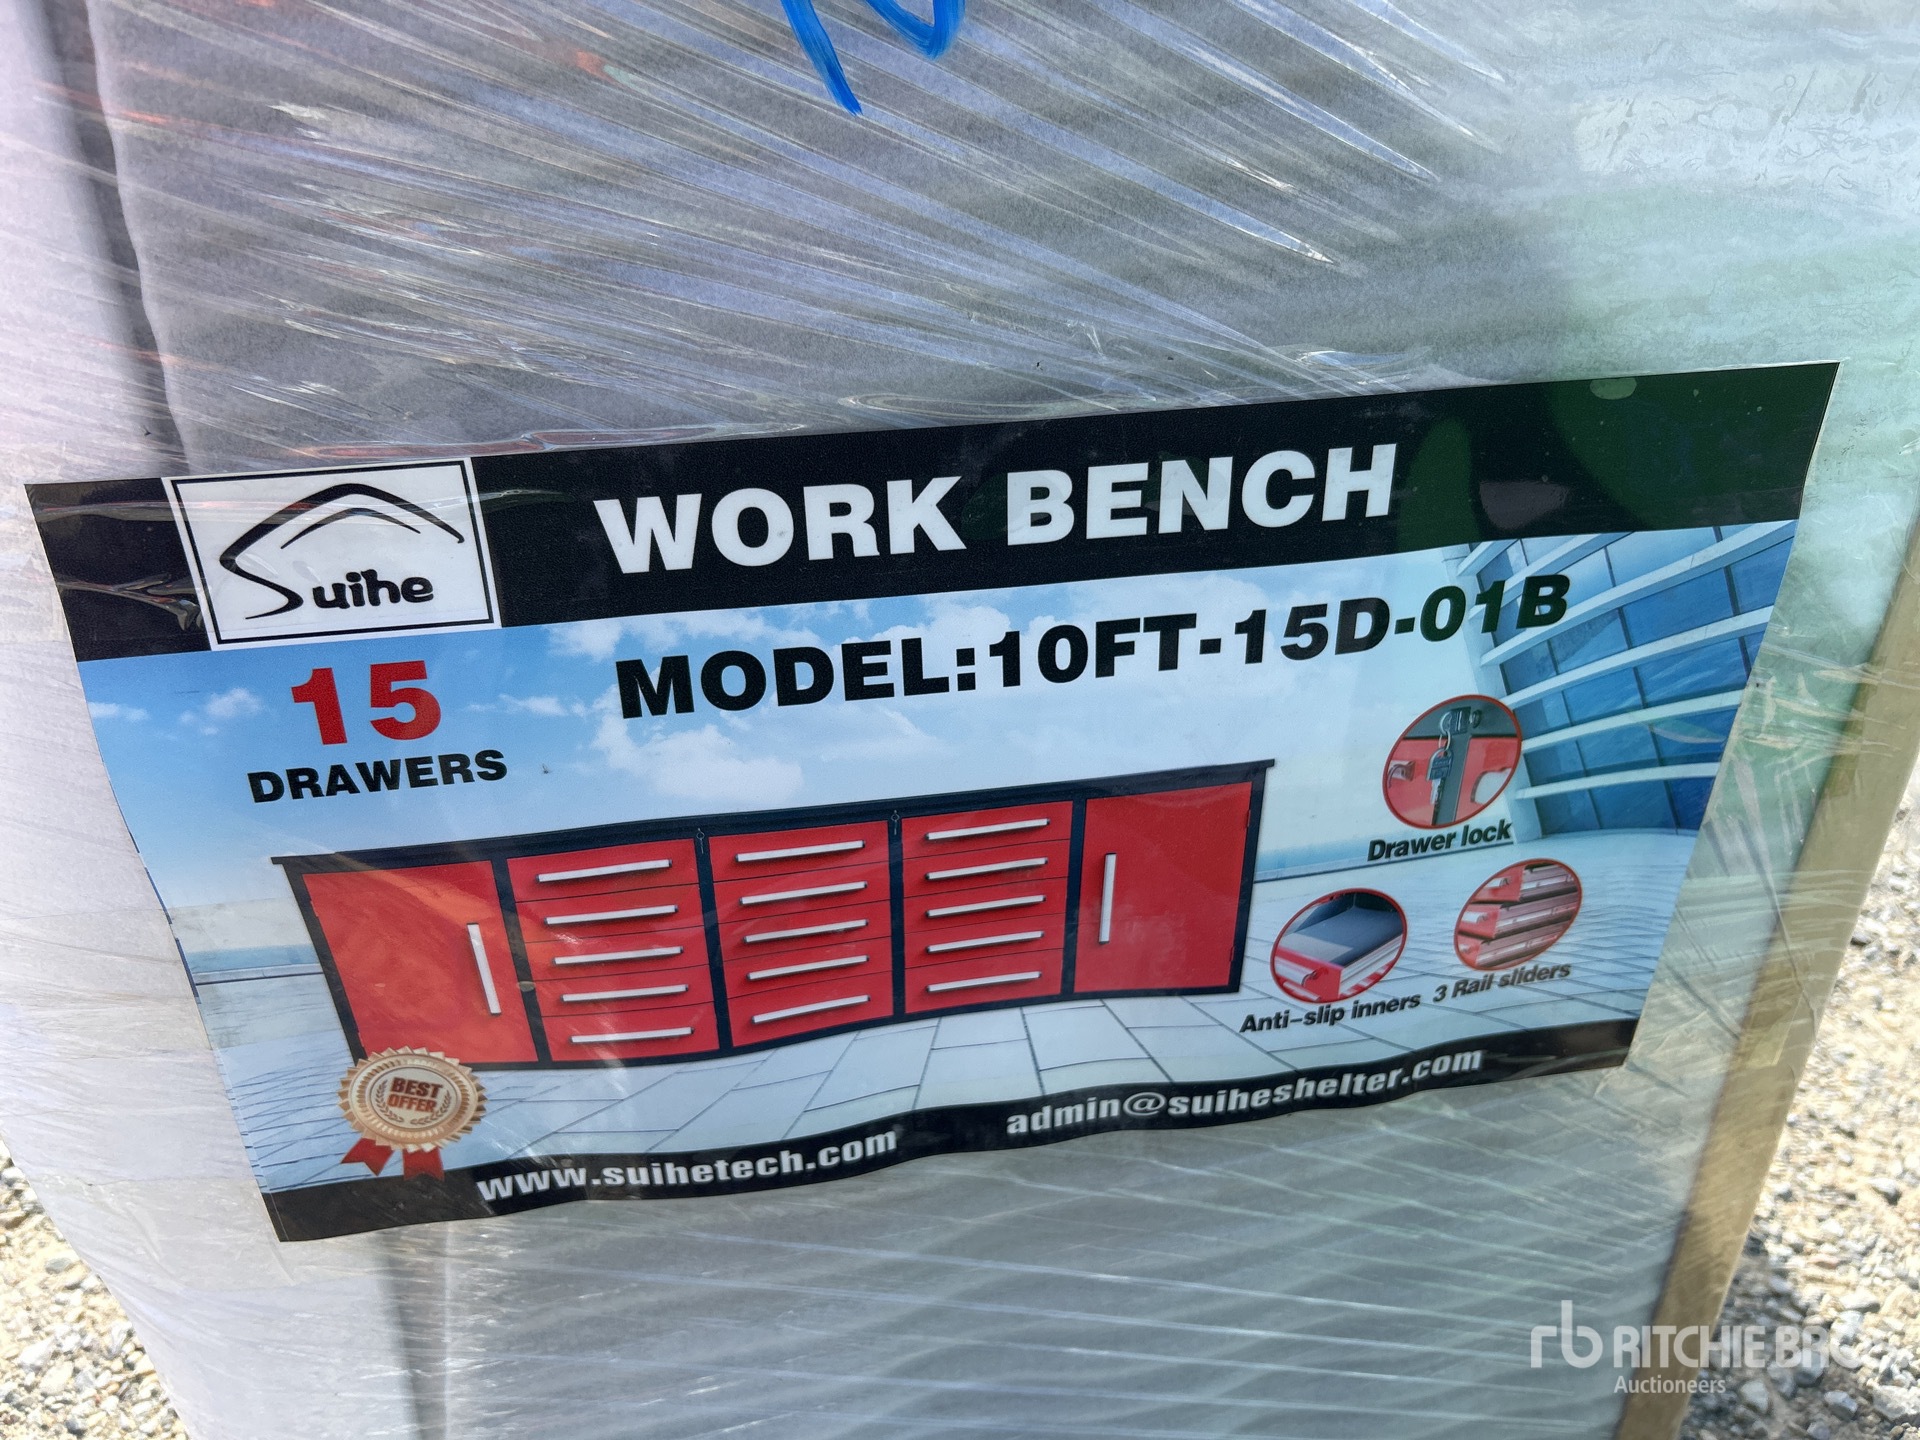 Suihe
WORK BENCH
MODEL:10FT-15D-01B
15
DRAWERS
Drawer lock
Anti-slip inners
3 Rail sliders
BEST
OFFER
www.suihetech.com
admin@suiheshelter.com
rb RITCHIE BRO
Auctioneers